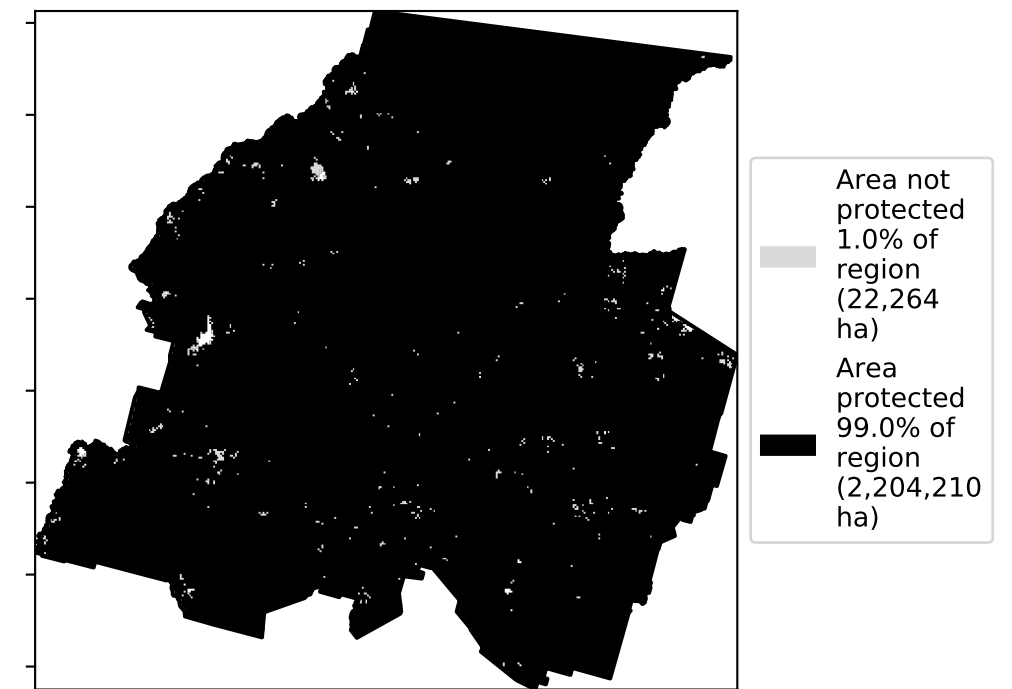 Area not
protected
1.0% of
region
(22,264
ha)
Area
protected
99.0% of
region
(2,204,210
ha)